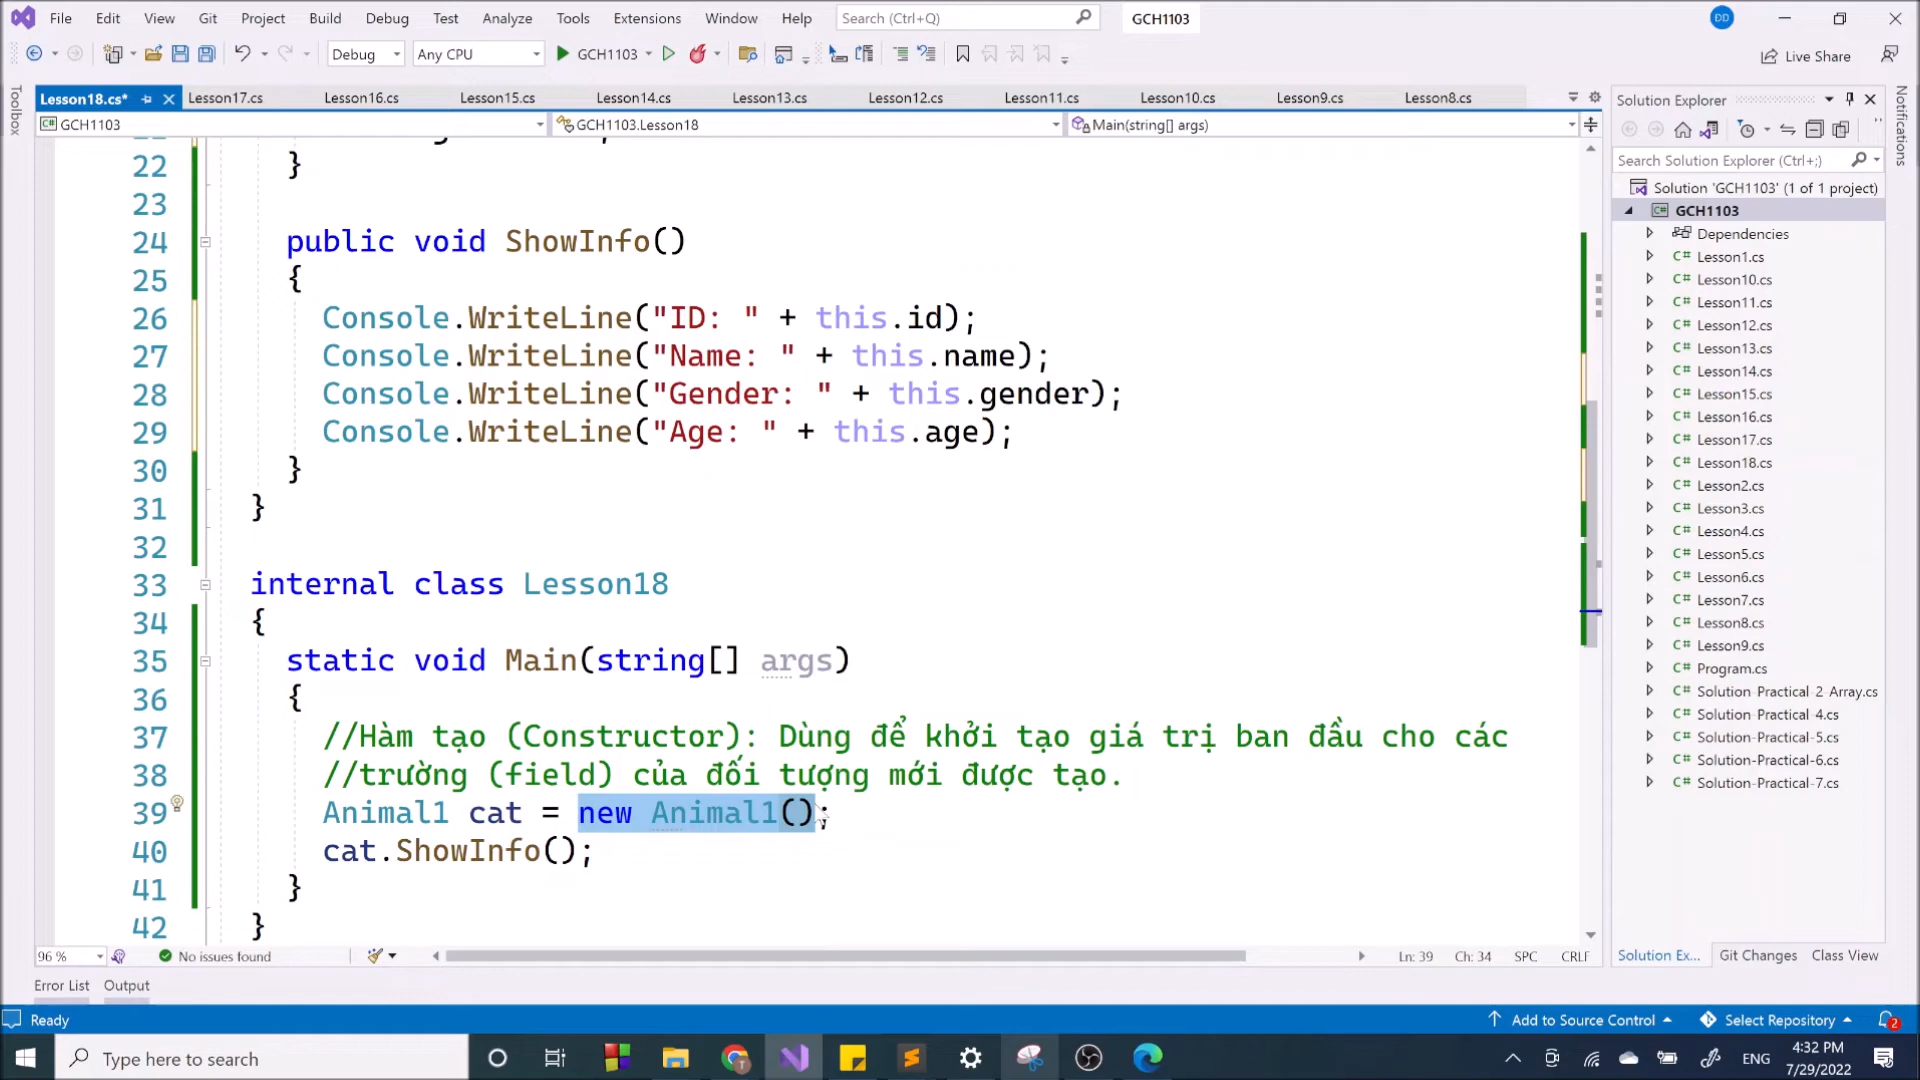 File Edit View Git Project Build Debug Test Analyze Tools Extensions Window Help Search (Ctrl+Q) GCH1103 ĐD
Debug Any CPU GCH1103 Live Share
Lesson18.cs* Lesson17.cs Lesson16.cs Lesson15.cs Lesson14.cs Lesson13.cs Lesson12.cs Lesson11.cs Lesson10.cs Lesson9.cs Lesson8.cs
GCH1103 GCH1103.Lesson18 Main(string[] args)
Toolbox
22 }
23
24 public void ShowInfo()
25 {
26 Console.WriteLine("ID: " + this.id);
27 Console.WriteLine("Name: " + this.name);
28 Console.WriteLine("Gender: " + this.gender);
29 Console.WriteLine("Age: " + this.age);
30 }
31 }
32
33 internal class Lesson18
34 {
35 static void Main(string[] args)
36 {
37 //Hàm tạo (Constructor): Dùng để khởi tạo giá trị ban đầu cho các
38 //trường (field) của đối tượng mới được tạo.
39 Animal1 cat = new Animal1();
40 cat.ShowInfo();
41 }
42 }
96 % No issues found Ln: 39 Ch: 34 SPC CRLF
Solution Explorer
Search Solution Explorer (Ctrl+;)
Solution 'GCH1103' (1 of 1 project)
GCH1103
Dependencies
C# Lesson1.cs
C# Lesson10.cs
C# Lesson11.cs
C# Lesson12.cs
C# Lesson13.cs
C# Lesson14.cs
C# Lesson15.cs
C# Lesson16.cs
C# Lesson17.cs
C# Lesson18.cs
C# Lesson2.cs
C# Lesson3.cs
C# Lesson4.cs
C# Lesson5.cs
C# Lesson6.cs
C# Lesson7.cs
C# Lesson8.cs
C# Lesson9.cs
C# Program.cs
C# Solution-Practical-2-Array.cs
C# Solution-Practical-4.cs
C# Solution-Practical-5.cs
C# Solution-Practical-6.cs
C# Solution-Practical-7.cs
Solution Ex... Git Changes Class View
Notifications
Error List Output
Ready Add to Source Control Select Repository 2
Type here to search ENG 4:32 PM
7/29/2022